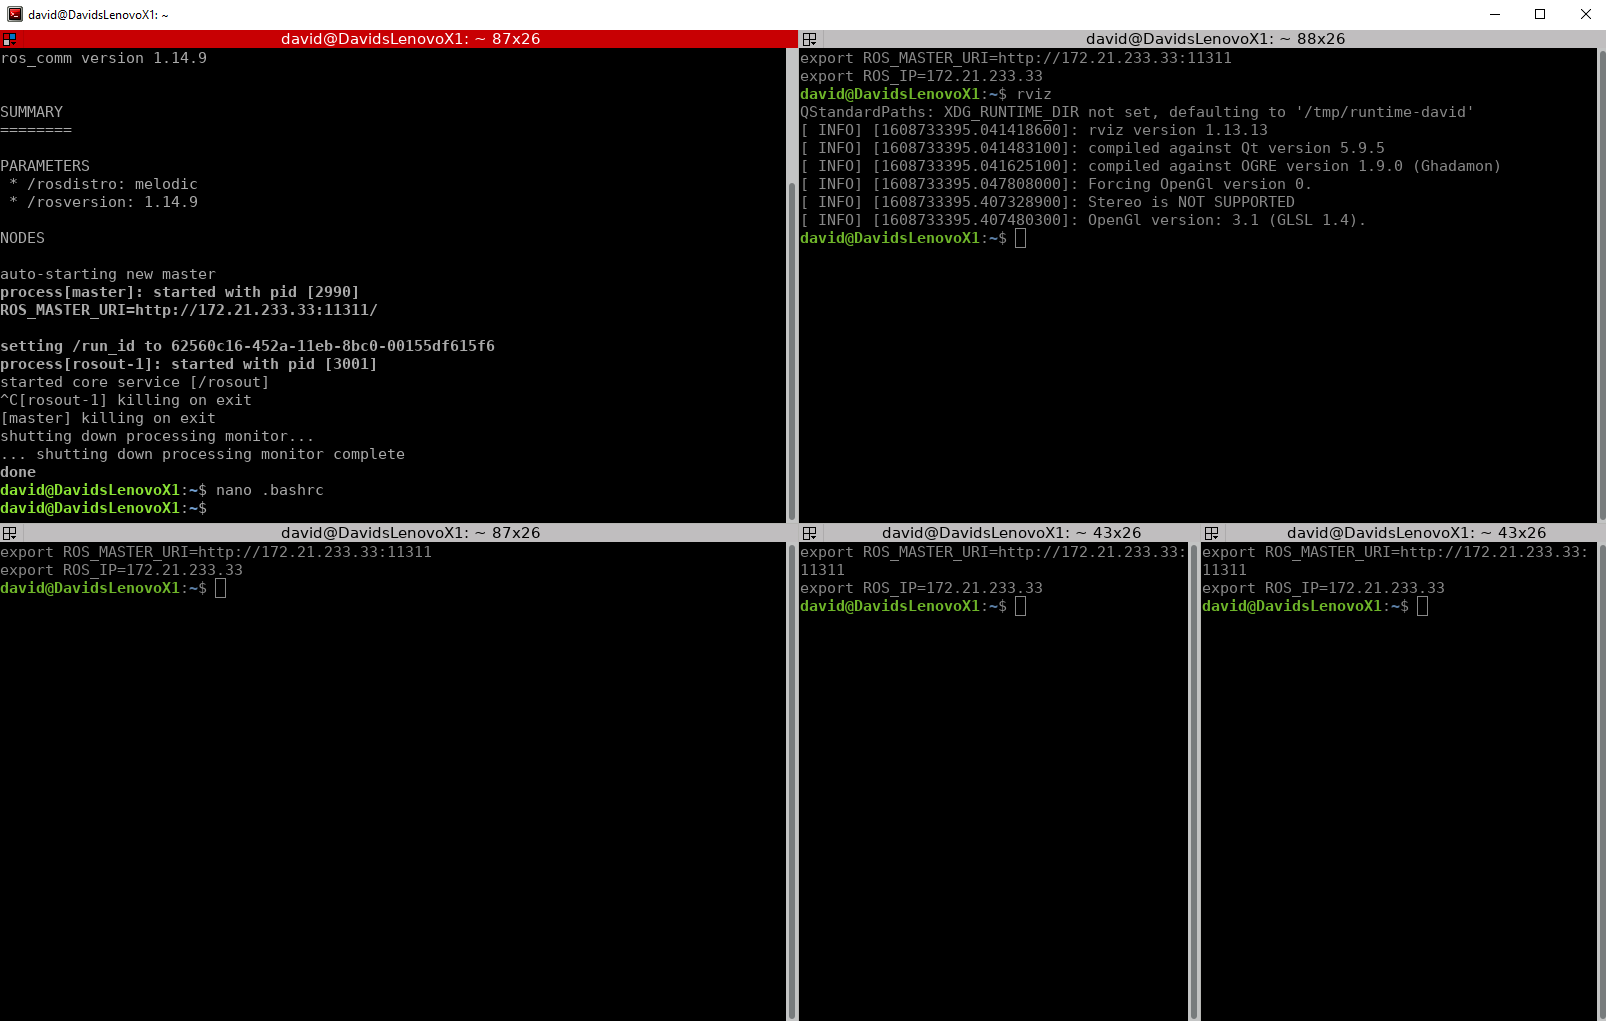 david@DavidsLenovoX1: ~
david@DavidsLenovoX1: ~ 87x26
ros_comm version 1.14.9
SUMMARY
========
PARAMETERS
 * /rosdistro: melodic
 * /rosversion: 1.14.9
NODES
auto-starting new master
process[master]: started with pid [2990]
ROS_MASTER_URI=http://172.21.233.33:11311/
setting /run_id to 62560c16-452a-11eb-8bc0-00155df615f6
process[rosout-1]: started with pid [3001]
started core service [/rosout]
^C[rosout-1] killing on exit
[master] killing on exit
shutting down processing monitor...
... shutting down processing monitor complete
done
david@DavidsLenovoX1:~$ nano .bashrc
david@DavidsLenovoX1:~$
david@DavidsLenovoX1: ~ 88x26
export ROS_MASTER_URI=http://172.21.233.33:11311
export ROS_IP=172.21.233.33
david@DavidsLenovoX1:~$ rviz
QStandardPaths: XDG_RUNTIME_DIR not set, defaulting to '/tmp/runtime-david'
[ INFO] [1608733395.041418600]: rviz version 1.13.13
[ INFO] [1608733395.041483100]: compiled against Qt version 5.9.5
[ INFO] [1608733395.041625100]: compiled against OGRE version 1.9.0 (Ghadamon)
[ INFO] [1608733395.047808000]: Forcing OpenGl version 0.
[ INFO] [1608733395.407328900]: Stereo is NOT SUPPORTED
[ INFO] [1608733395.407480300]: OpenGl version: 3.1 (GLSL 1.4).
david@DavidsLenovoX1:~$
david@DavidsLenovoX1: ~ 87x26
export ROS_MASTER_URI=http://172.21.233.33:11311
export ROS_IP=172.21.233.33
david@DavidsLenovoX1:~$
david@DavidsLenovoX1: ~ 43x26
export ROS_MASTER_URI=http://172.21.233.33:
11311
export ROS_IP=172.21.233.33
david@DavidsLenovoX1:~$
david@DavidsLenovoX1: ~ 43x26
export ROS_MASTER_URI=http://172.21.233.33:
11311
export ROS_IP=172.21.233.33
david@DavidsLenovoX1:~$